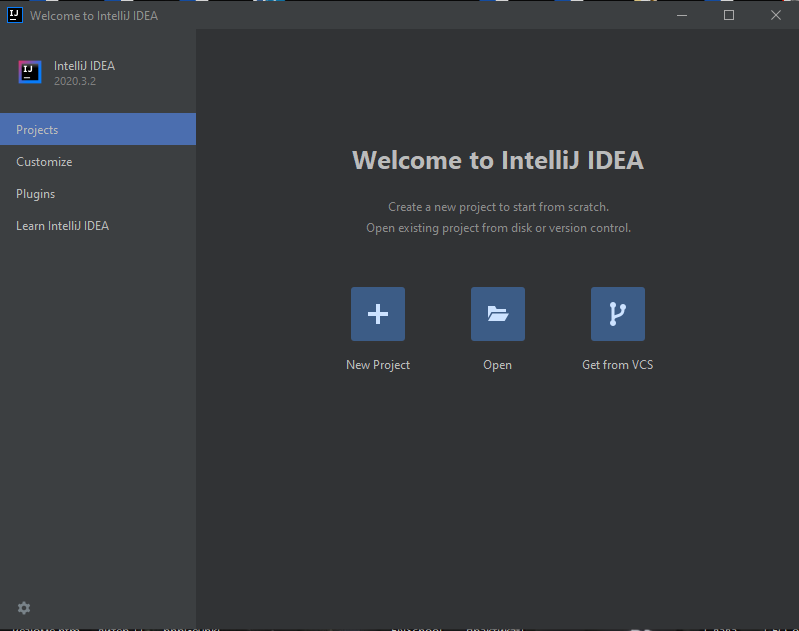 Welcome to IntelliJ IDEA
IntelliJ IDEA
2020.3.2
Projects
Customize
Plugins
Learn IntelliJ IDEA
Welcome to IntelliJ IDEA
Create a new project to start from scratch.
Open existing project from disk or version control.
New Project
Open
Get from VCS